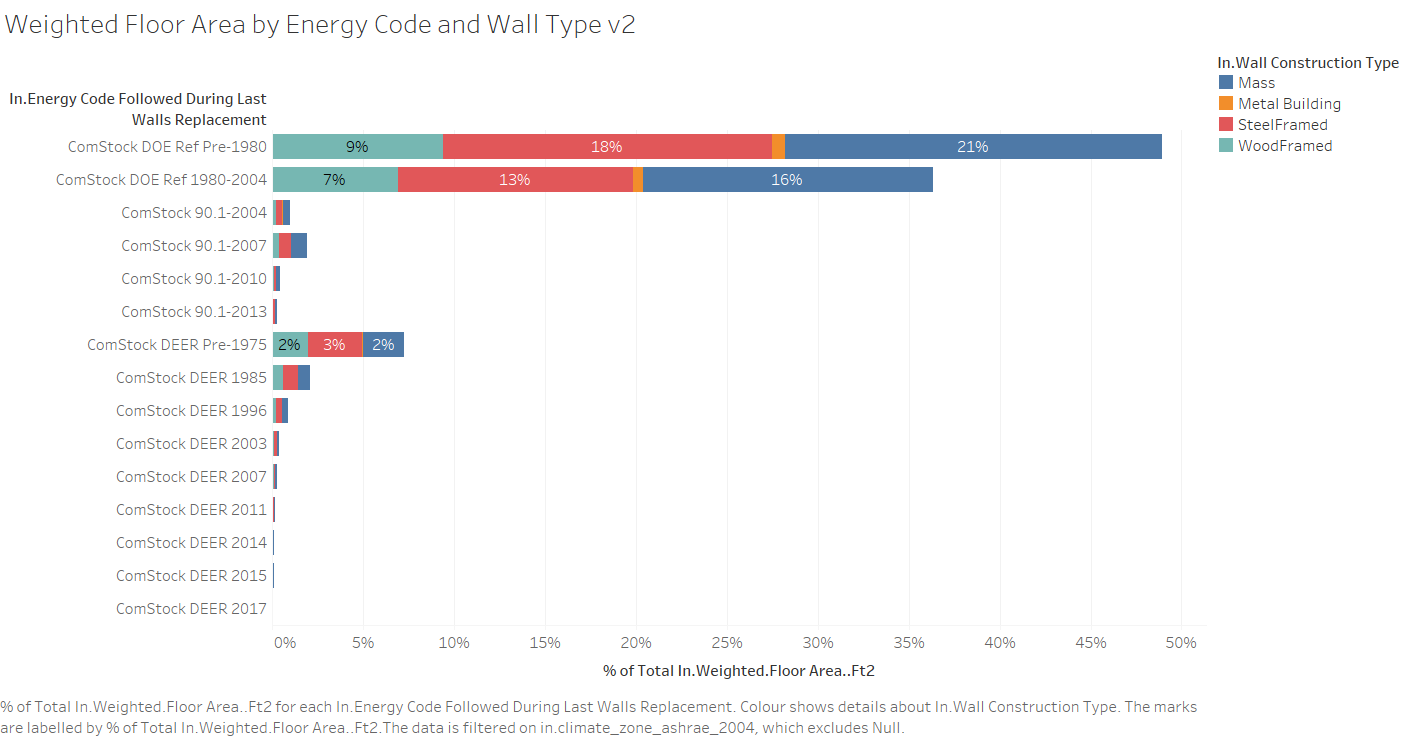 Weighted Floor Area by Energy Code and Wall Type v2
In.Wall Construction Type
Mass
Metal Building
SteelFramed
WoodFramed
In.Energy Code Followed During Last
Walls Replacement
ComStock DOE Ref Pre-1980 9% 18% 21%
ComStock DOE Ref 1980-2004 7% 13% 16%
ComStock 90.1-2004
ComStock 90.1-2007
ComStock 90.1-2010
ComStock 90.1-2013
ComStock DEER Pre-1975 2% 3% 2%
ComStock DEER 1985
ComStock DEER 1996
ComStock DEER 2003
ComStock DEER 2007
ComStock DEER 2011
ComStock DEER 2014
ComStock DEER 2015
ComStock DEER 2017
0% 5% 10% 15% 20% 25% 30% 35% 40% 45% 50%
% of Total In.Weighted.Floor Area..Ft2
% of Total In.Weighted.Floor Area..Ft2 for each In.Energy Code Followed During Last Walls Replacement. Colour shows details about In.Wall Construction Type. The marks
are labelled by % of Total In.Weighted.Floor Area..Ft2.The data is filtered on in.climate_zone_ashrae_2004, which excludes Null.